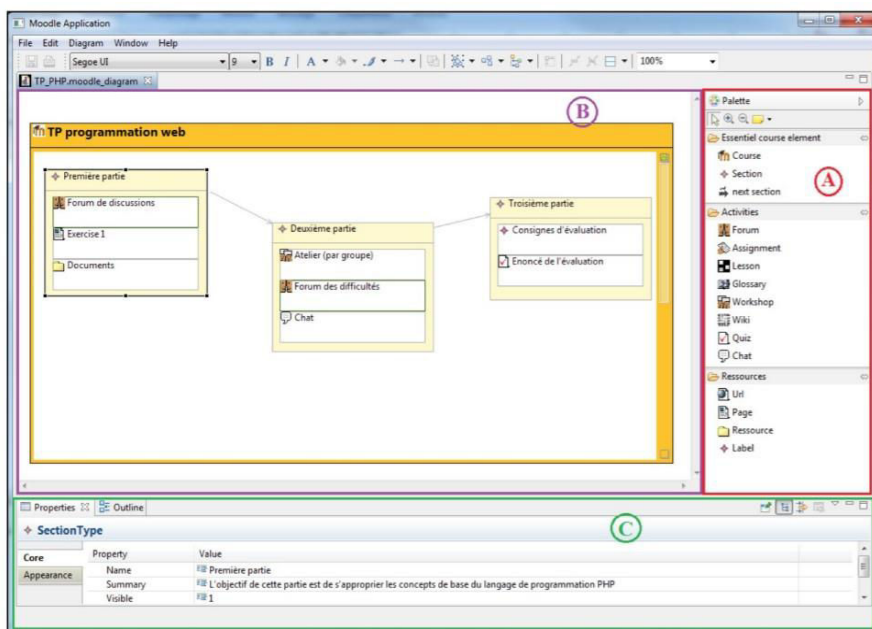 Moodle Application
File Edit Diagram Window Help
Segoe UI 9 B I A 100%
TP_PHP.moodle_diagram
B
TP programmation web
Première partie
Forum de discussions
Exercise 1
Documents
Deuxième partie
Atelier (par groupe)
Forum des difficultés
Chat
Troisième partie
Consignes d'évaluation
Enoncé de l'évaluation
Palette
Essentiel course element
Course
Section
A
next section
Activities
Forum
Assignment
Lesson
Glossary
Workshop
Wiki
Quiz
Chat
Ressources
Url
Page
Ressource
Label
Properties Outline
C
SectionType
Core
Appearance
Property Value
Name Première partie
Summary L'objectif de cette partie est de s'approprier les concepts de base du langage de programmation PHP
Visible 1